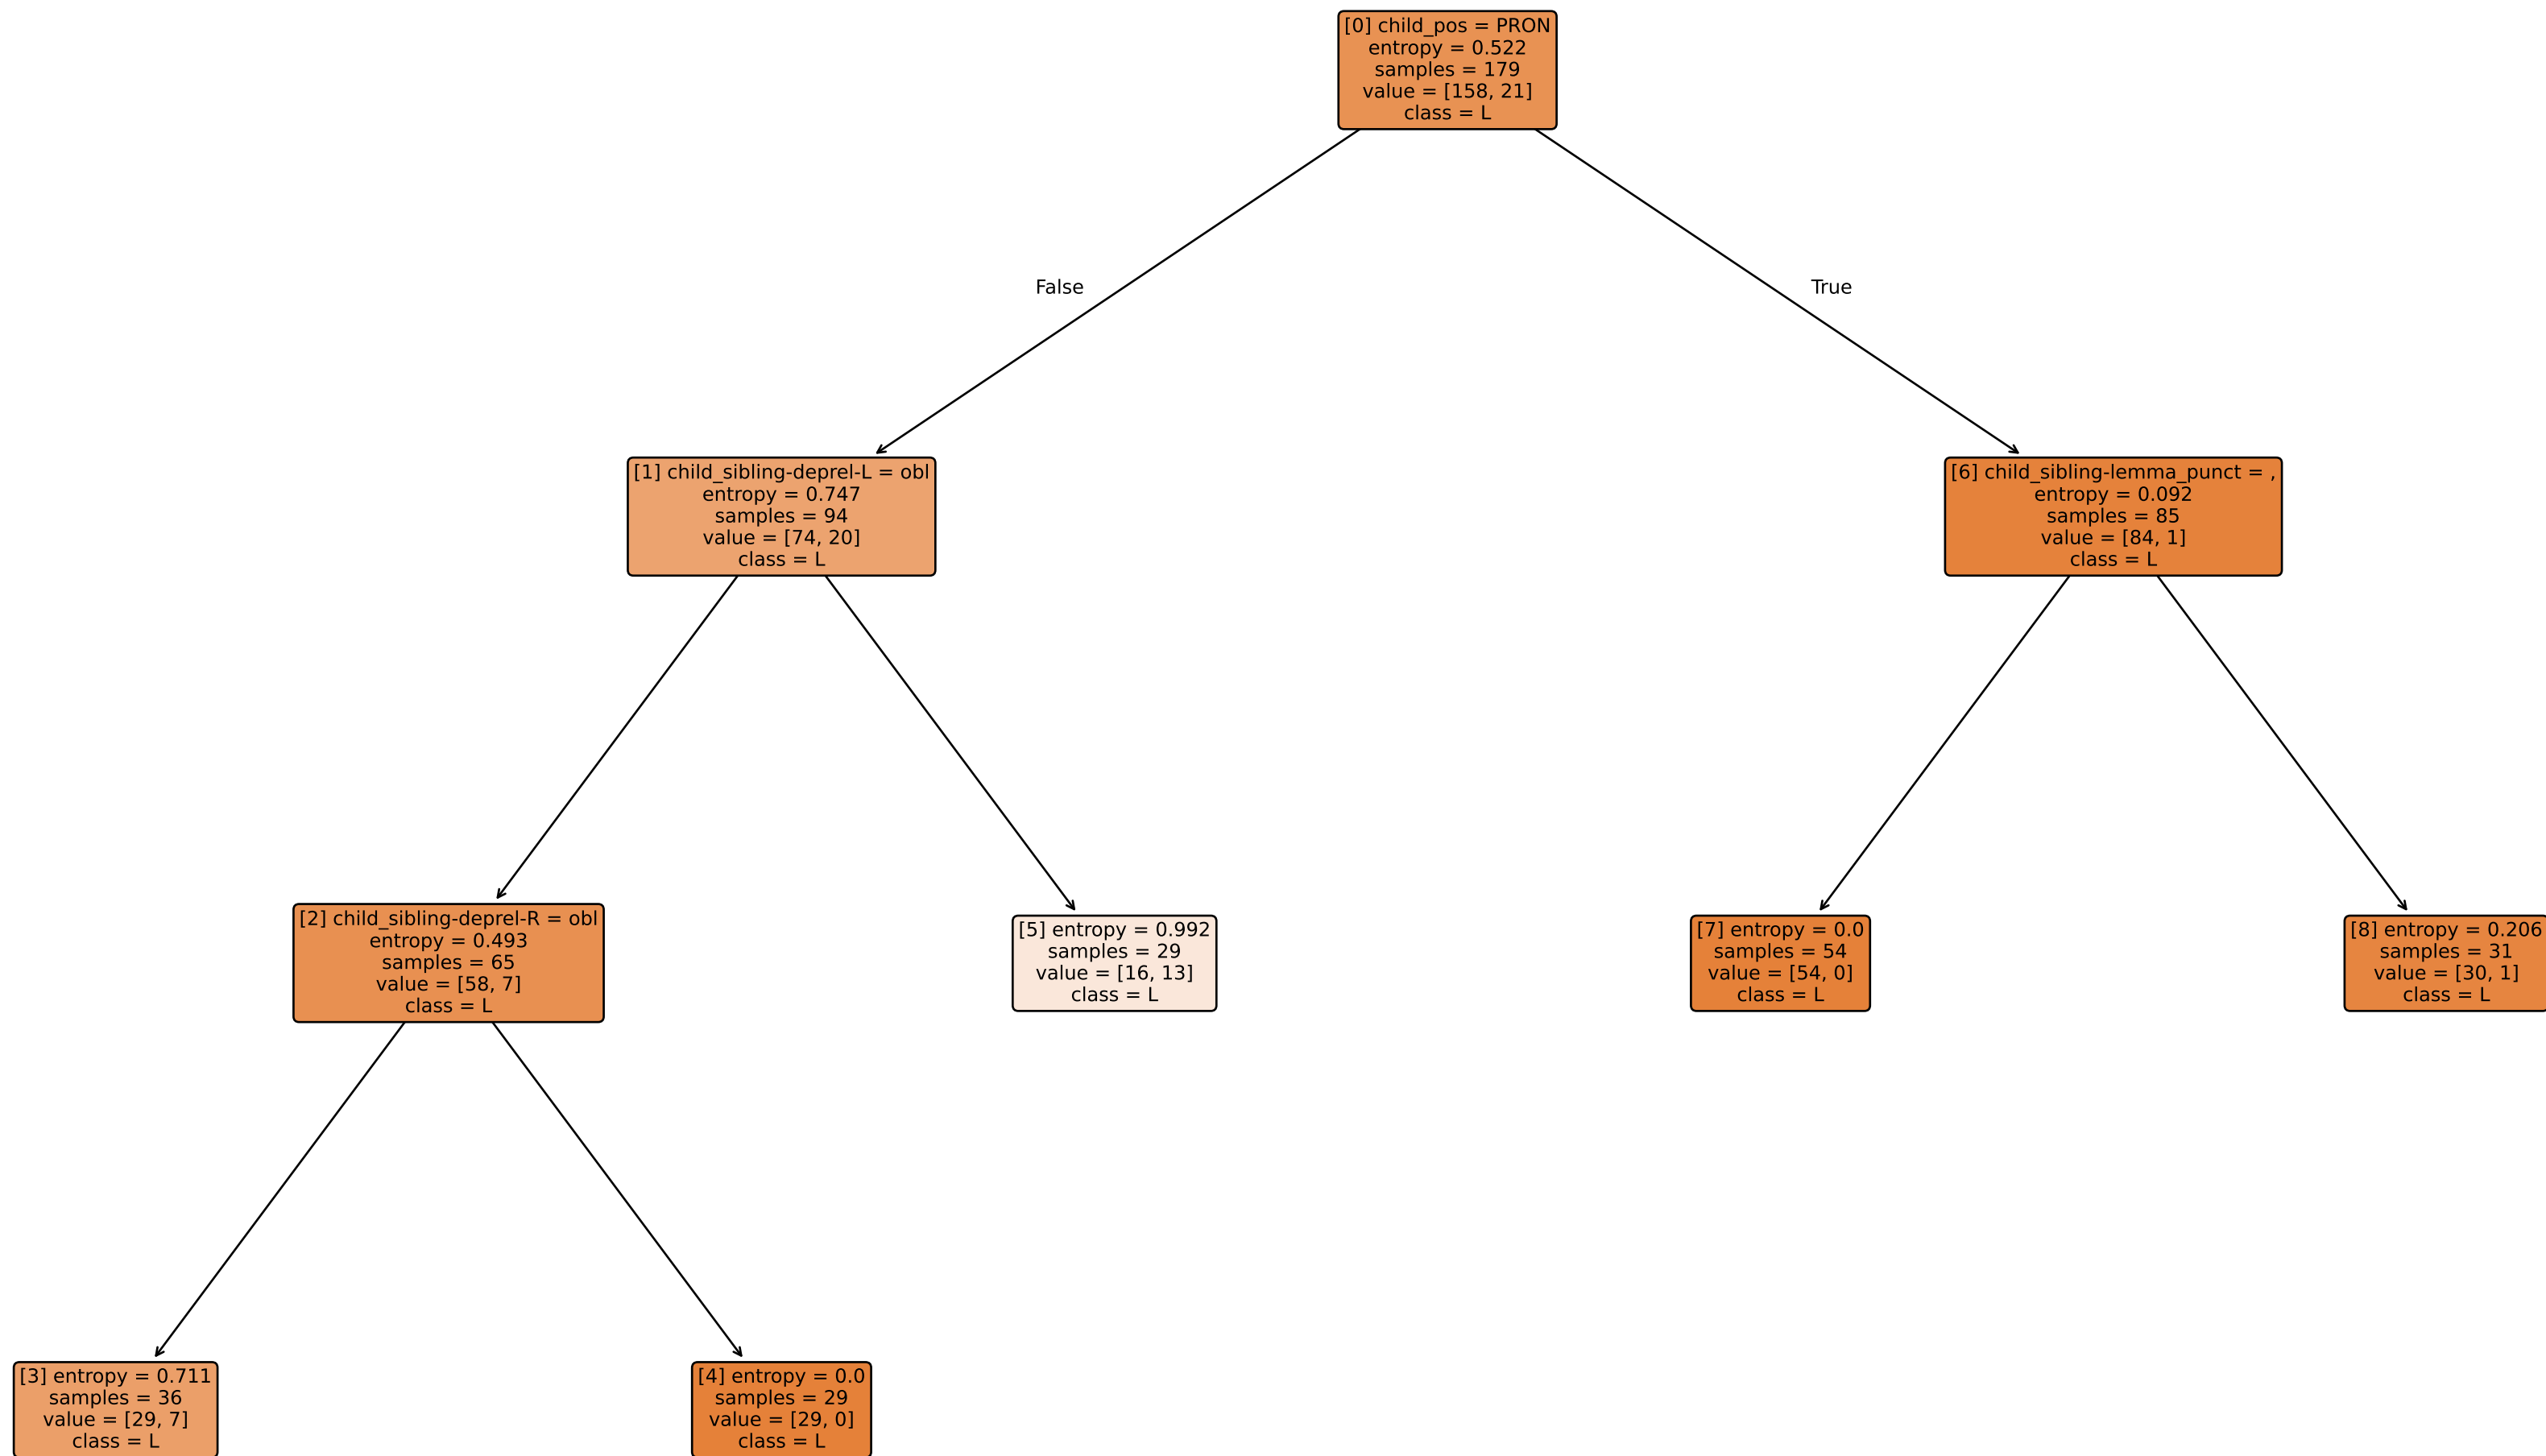 [0] child_pos = PRON
entropy = 0.522
samples = 179
value = [158, 21]
class = L
False
True
[1] child_sibling-deprel-L = obl
entropy = 0.747
samples = 94
value = [74, 20]
class = L
[6] child_sibling-lemma_punct = ,
entropy = 0.092
samples = 85
value = [84, 1]
class = L
[2] child_sibling-deprel-R = obl
entropy = 0.493
samples = 65
value = [58, 7]
class = L
[5] entropy = 0.992
samples = 29
value = [16, 13]
class = L
[7] entropy = 0.0
samples = 54
value = [54, 0]
class = L
[8] entropy = 0.206
samples = 31
value = [30, 1]
class = L
[3] entropy = 0.711
samples = 36
value = [29, 7]
class = L
[4] entropy = 0.0
samples = 29
value = [29, 0]
class = L